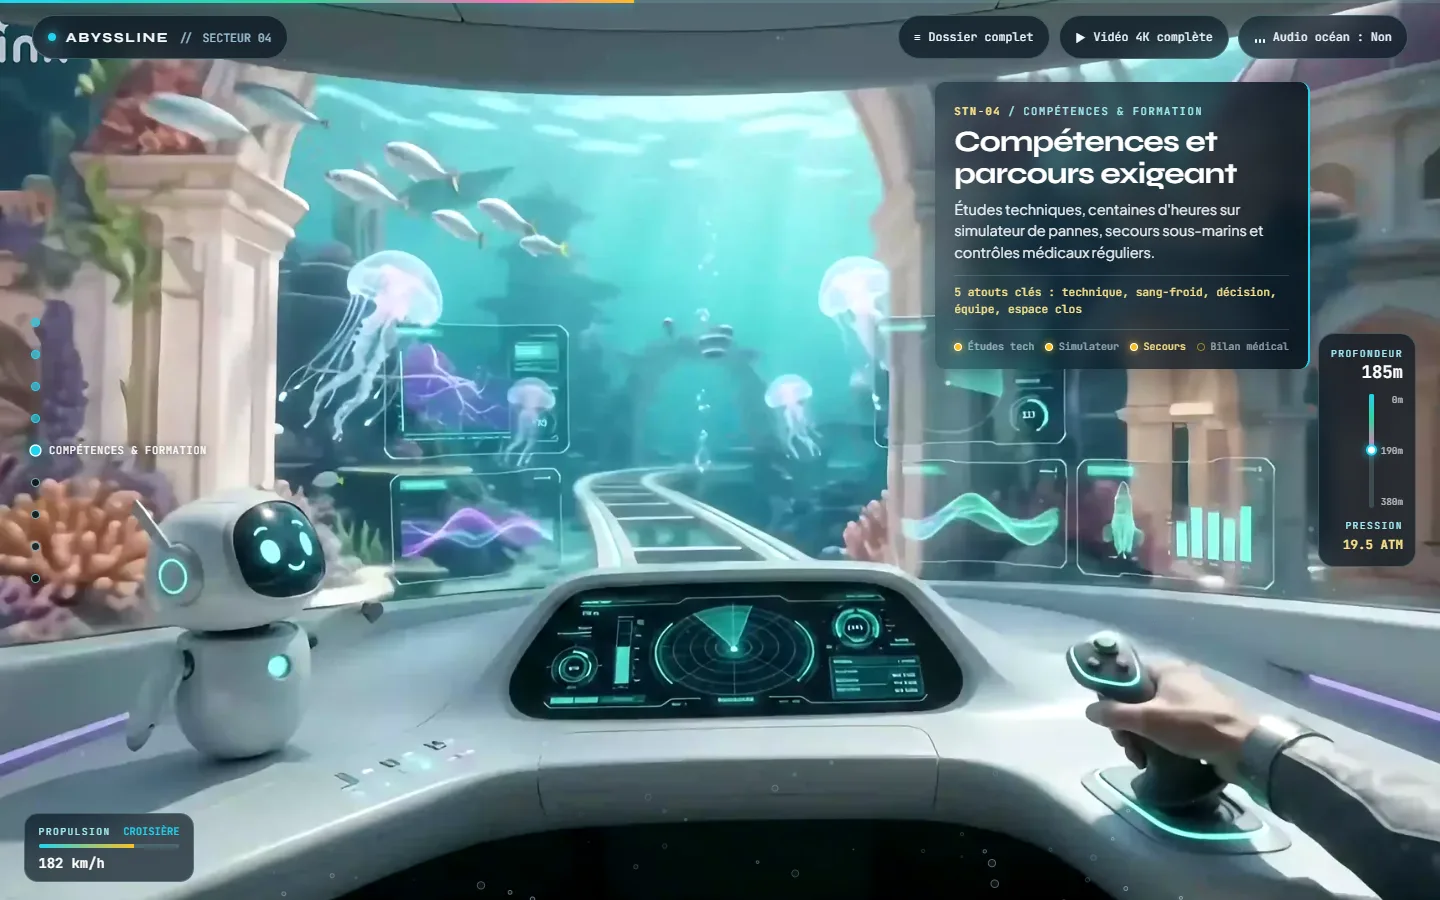 ABYSSLINE // SECTEUR 04
≡ Dossier complet
▶ Vidéo 4K complète
Audio océan : Non
STN-04 / COMPÉTENCES & FORMATION
Compétences et
parcours exigeant
Études techniques, centaines d'heures sur
simulateur de pannes, secours sous-marins et
contrôles médicaux réguliers.
5 atouts clés : technique, sang-froid, décision,
équipe, espace clos
Études tech Simulateur Secours Bilan médical
PROFONDEUR
185m
0m
190m
380m
PRESSION
19.5 ATM
COMPÉTENCES & FORMATION
PROPULSION CROISIÈRE
182 km/h